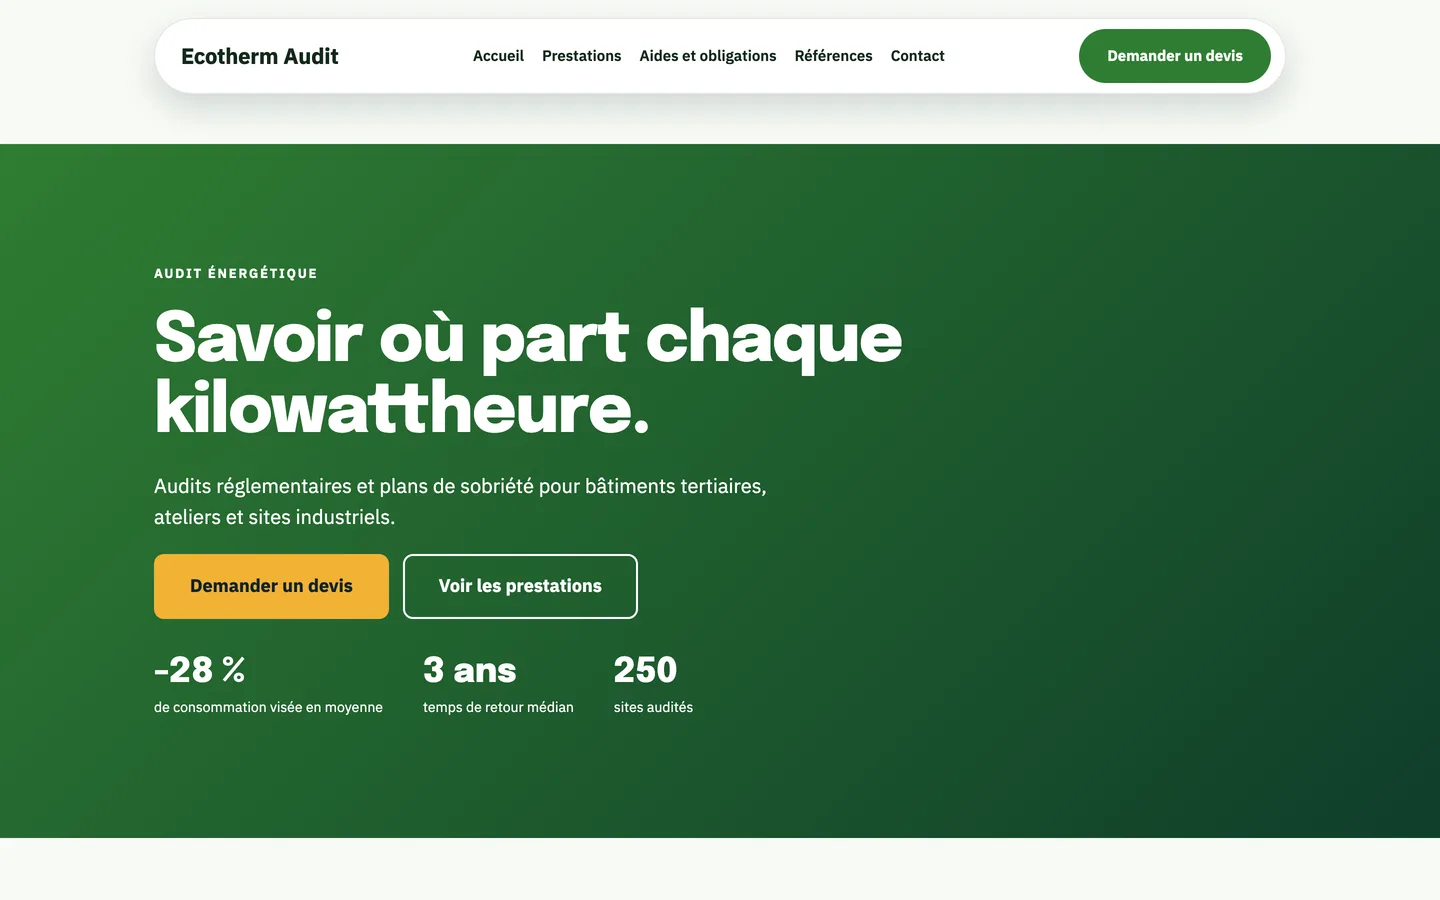 Ecotherm Audit
Accueil Prestations Aides et obligations Références Contact
Demander un devis
AUDIT ÉNERGÉTIQUE
Savoir où part chaque
kilowattheure.
Audits réglementaires et plans de sobriété pour bâtiments tertiaires,
ateliers et sites industriels.
Demander un devis
Voir les prestations
-28 %
de consommation visée en moyenne
3 ans
temps de retour médian
250
sites audités